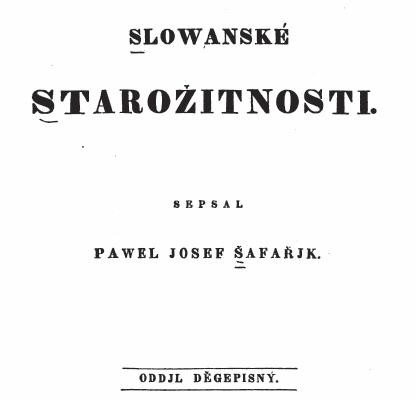 SLOWANSKÉ
STAROŽITNOSTI.
SEPSAL
PAWEL JOSEF ŠAFAŘJK.
ODDJL DĚGEPISNÝ.